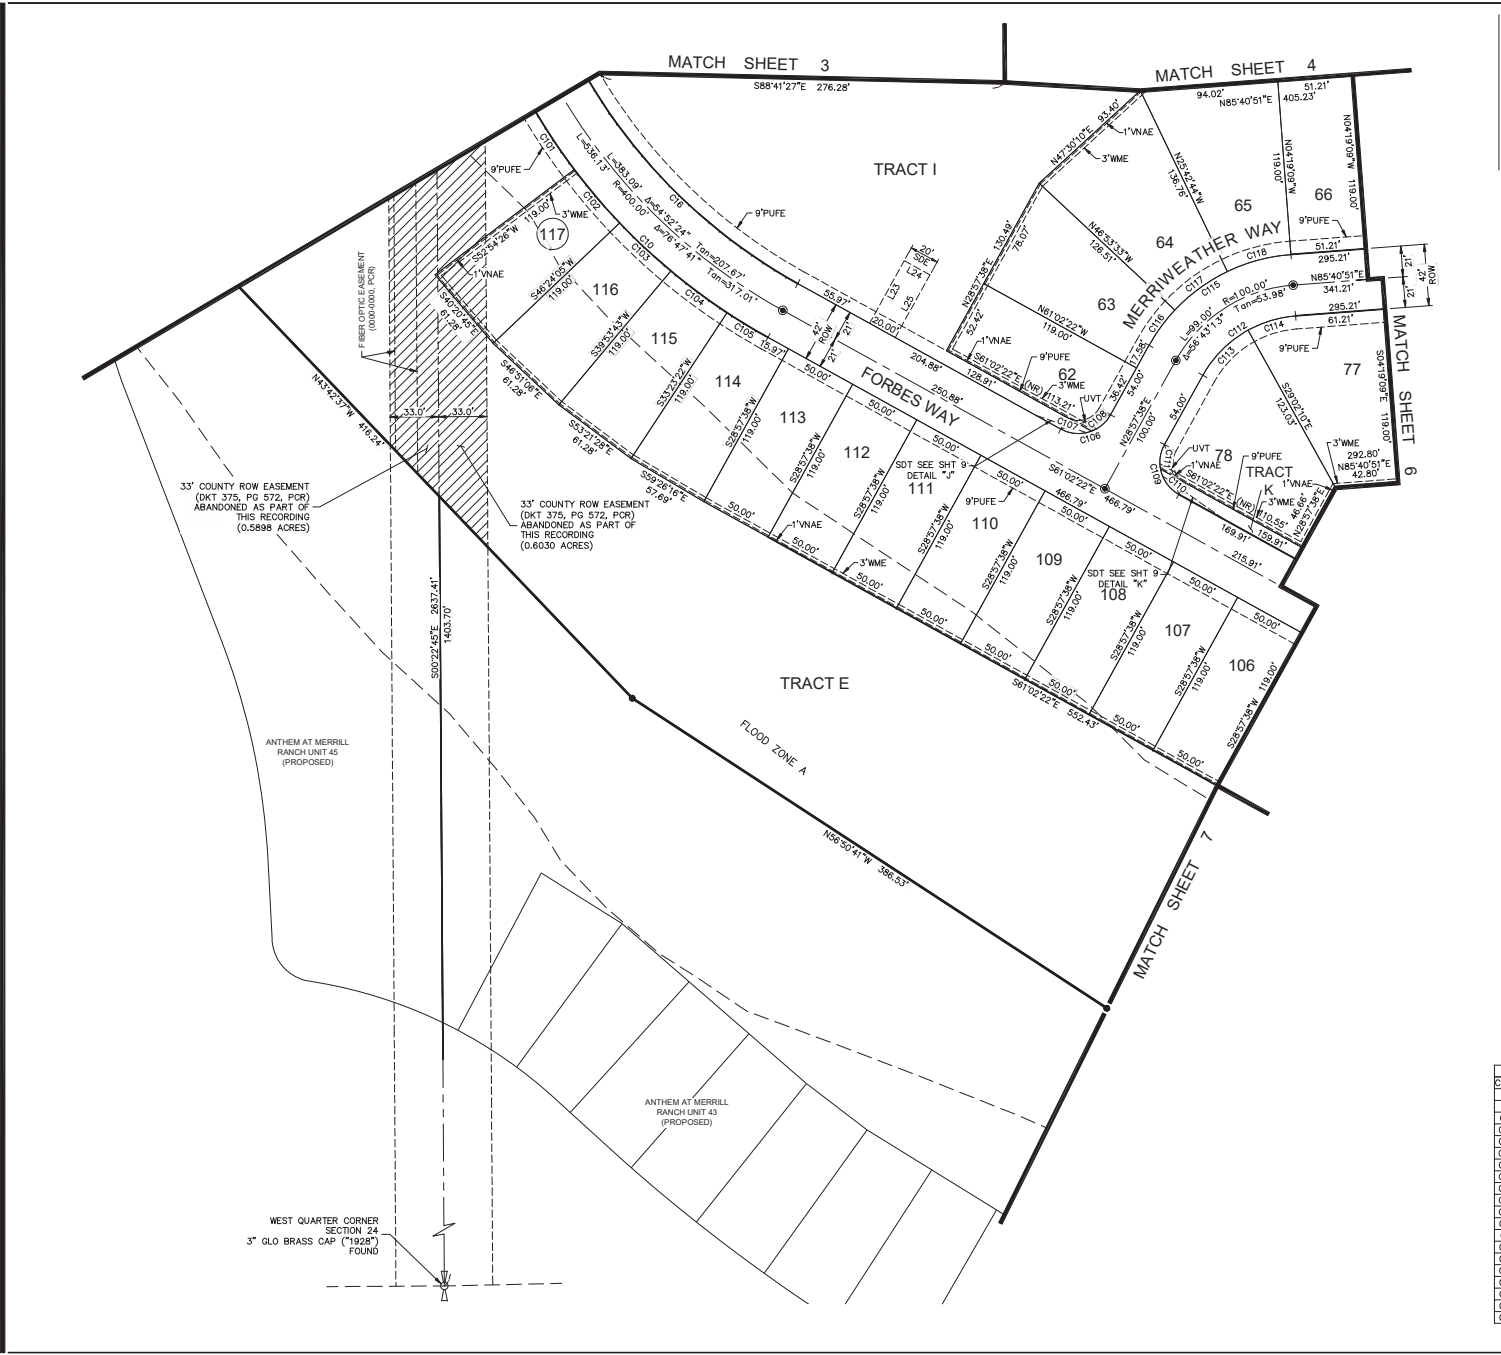 MATCH SHEET 3
S88°41'27"E 276.28'
MATCH SHEET 4
94.02'
51.21'
N85°40'51"E 405.23'
N47°30'10"E 93.40'
1'VNAE
3'WME
N25°42'44"W
136.76'
N04°19'09"W
119.00'
N04°19'09"W 119.00'
66
65
64
63
62
9'PUFE
51.21'
295.21'
N85°40'51"E
341.21'
295.21'
61.21'
21'
21'
42'
ROW
MERRIWEATHER WAY
C118
C117
C115
C116
R=100.00'
Tan=53.98'
L=99.00'
Δ=56°43'13"
C112
C114
C113
9'PUFE
77
S04°19'09"E 119.00'
MATCH SHEET 6
S29°02'10"E
123.03'
3'WME
292.80'
N85°40'51"E
42.80'
1'VNAE
78
TRACT
K
9'PUFE
3'WME
UVT
1'VNAE
S61°02'22"E (NR) 110.55'
C111
C109
C110
46.66'
N28°57'38"E
169.91'
159.91'
215.91'
TRACT I
130.49'
78.07'
N28°57'38"E
52.42'
N46°53'33"W
126.51'
N61°02'22"W
119.00'
17.58'
36.42'
54.00'
N28°57'38"E
100.00'
54.00'
1'VNAE
S61°02'22"E (NR) 113.21'
9'PUFE
3'WME
UVT
C107
C108
C106
C101
9'PUFE
L=536.13'
L=383.09'
R=400.00'
Δ=54°52'24"
Δ=76°47'41"
Tan=207.67'
Tan=317.01'
C16
9'PUFE
20'
SDE
L24
L23
L25
55.97'
20.00'
204.88'
128.91'
250.88'
FORBES WAY
42'
ROW
21'
21'
C102
C10
C103
C104
C105
15.97'
50.00'
50.00'
50.00'
50.00'
50.00'
50.00'
50.00'
50.00'
S61°02'22"E
466.79'
466.79'
SDT SEE SHT 9
DETAIL "J"
9'PUFE
SDT SEE SHT 9
DETAIL "K"
S52°54'26"W
119.00'
3'WME
1'VNAE
117
116
115
114
113
112
111
110
109
108
107
106
S46°24'05"W
119.00'
S39°53'43"W
119.00'
S33°23'22"W
119.00'
S28°57'38"W
119.00'
S28°57'38"W
119.00'
S28°57'38"W
119.00'
S28°57'38"W
119.00'
S28°57'38"W
119.00'
S28°57'38"W
119.00'
S28°57'38"W
119.00'
S28°57'38"W
119.00'
S28°57'38"W 119.00'
S40°20'45"E
61.28'
S46°51'06"E
61.28'
S53°21'28"E
61.28'
S59°26'16"E
57.69'
50.00'
50.00'
50.00'
50.00'
50.00'
50.00'
50.00'
50.00'
1'VNAE
3'WME
S61°02'22"E 552.43'
FIBER OPTIC EASEMENT
(0000-0000, PCR)
N43°42'37"W 416.24'
33.0'
33.0'
33' COUNTY ROW EASEMENT
(DKT 375, PG 572, PCR)
ABANDONED AS PART OF
THIS RECORDING
(0.5898 ACRES)
33' COUNTY ROW EASEMENT
(DKT 375, PG 572, PCR)
ABANDONED AS PART OF
THIS RECORDING
(0.6030 ACRES)
S00°22'45"E 2637.41'
1403.70'
TRACT E
FLOOD ZONE A
ANTHEM AT MERRILL
RANCH UNIT 45
(PROPOSED)
N56°50'41"W 386.53'
MATCH SHEET 7
ANTHEM AT MERRILL
RANCH UNIT 43
(PROPOSED)
WEST QUARTER CORNER
SECTION 24
3" GLO BRASS CAP ("1928")
FOUND